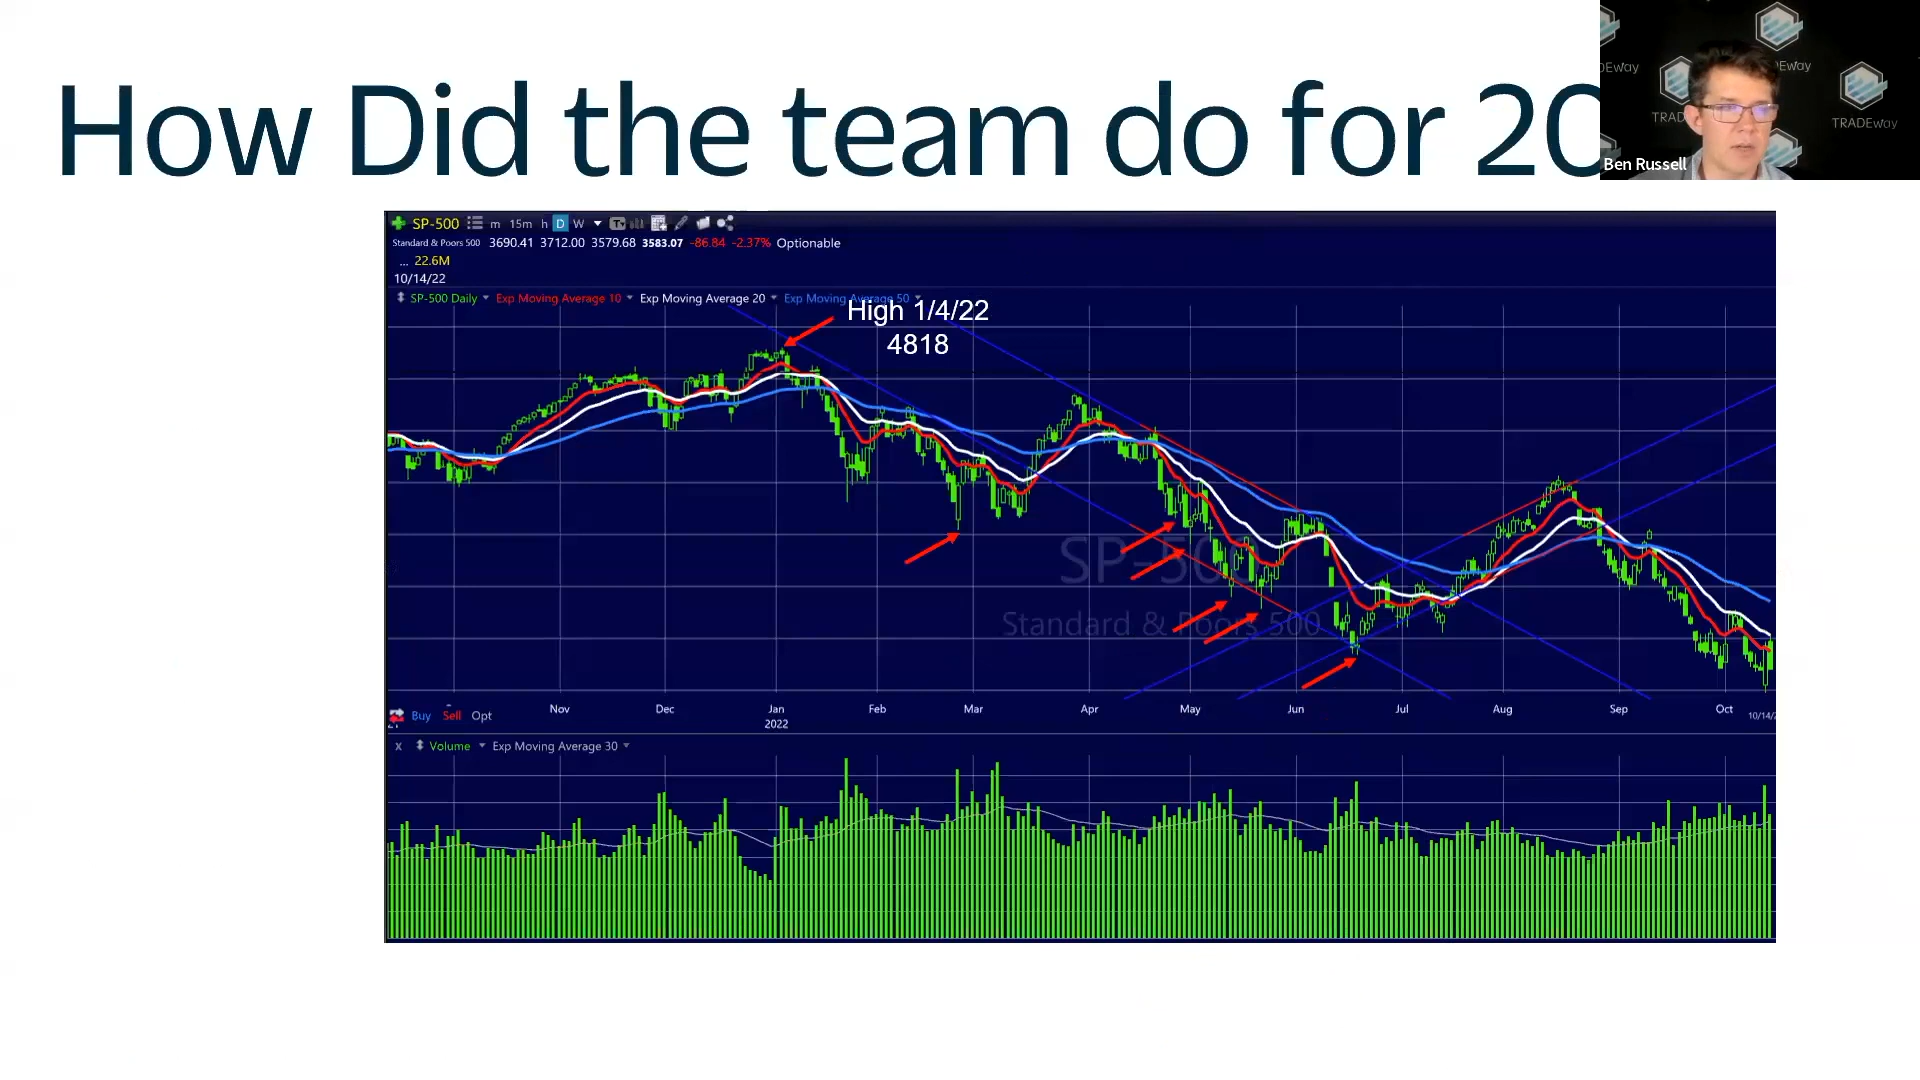 How Did the team do for 20
Ben Russell
TRADEway
SP-500 m 15m h D W
Standard & Poors 500 3690.41 3712.00 3579.68 3583.07 -86.84 -2.37% Optionable
... 22.6M
10/14/22
SP-500 Daily Exp Moving Average 10 Exp Moving Average 20 Exp Moving Average 50
High 1/4/22
4818
SP-500
Standard & Poors 500
Buy Sell Opt
Nov Dec Jan Feb Mar Apr May Jun Jul Aug Sep Oct
2022
x Volume Exp Moving Average 30